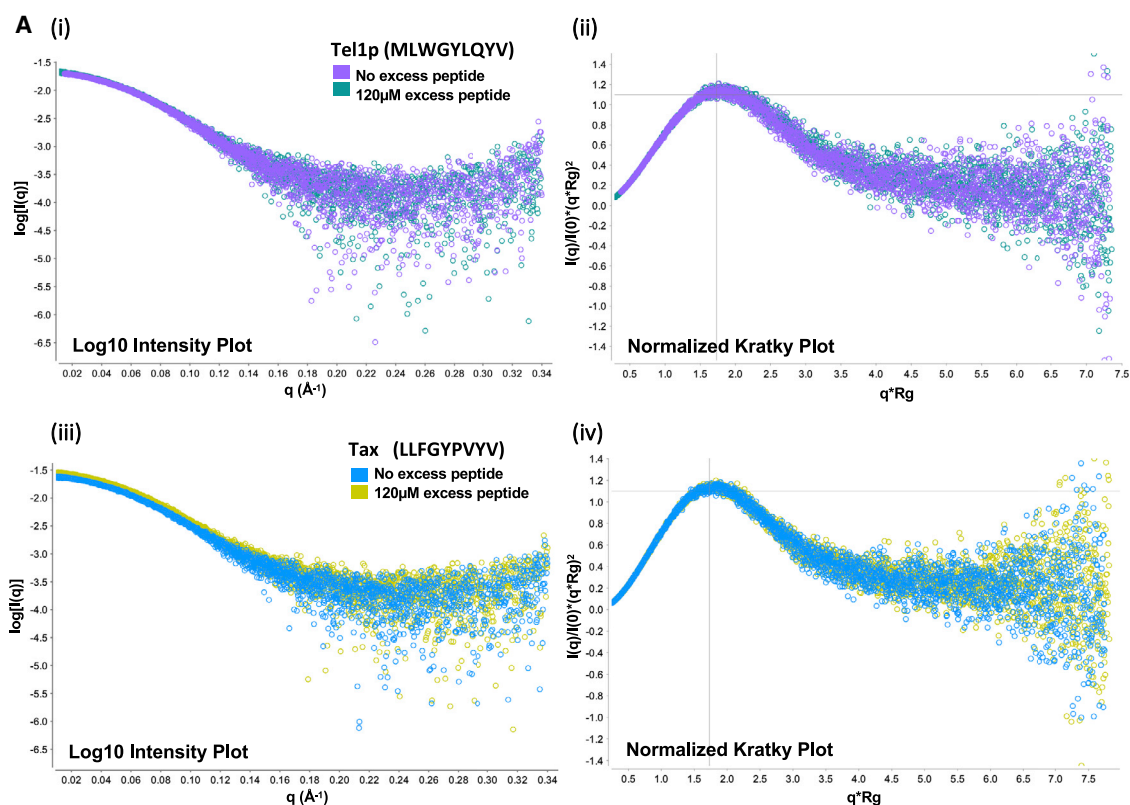 A (i)
Tel1p (MLWGYLQYV)
No excess peptide
120µM excess peptide
log[I(q)]
-1.5
-2.0
-2.5
-3.0
-3.5
-4.0
-4.5
-5.0
-5.5
-6.0
-6.5
Log10 Intensity Plot
0.02 0.04 0.06 0.08 0.10 0.12 0.14 0.16 0.18 0.20 0.22 0.24 0.26 0.28 0.30 0.32 0.34
q (Å⁻¹)
(ii)
I(q)/I(0)*(q*Rg)²
1.4
1.2
1.0
0.8
0.6
0.4
0.2
0.0
-0.2
-0.4
-0.6
-0.8
-1.0
-1.2
-1.4
Normalized Kratky Plot
0.5 1.0 1.5 2.0 2.5 3.0 3.5 4.0 4.5 5.0 5.5 6.0 6.5 7.0 7.5
q*Rg
(iii)
Tax (LLFGYPVYV)
No excess peptide
120µM excess peptide
log[I(q)]
-1.5
-2.0
-2.5
-3.0
-3.5
-4.0
-4.5
-5.0
-5.5
-6.0
-6.5
Log10 Intensity Plot
0.02 0.04 0.06 0.08 0.10 0.12 0.14 0.16 0.18 0.20 0.22 0.24 0.26 0.28 0.30 0.32 0.34
q (Å⁻¹)
(iv)
I(q)/I(0)*(q*Rg)²
1.4
1.2
1.0
0.8
0.6
0.4
0.2
0.0
-0.2
-0.4
-0.6
-0.8
-1.0
-1.2
-1.4
Normalized Kratky Plot
0.5 1.0 1.5 2.0 2.5 3.0 3.5 4.0 4.5 5.0 5.5 6.0 6.5 7.0 7.5
q*Rg